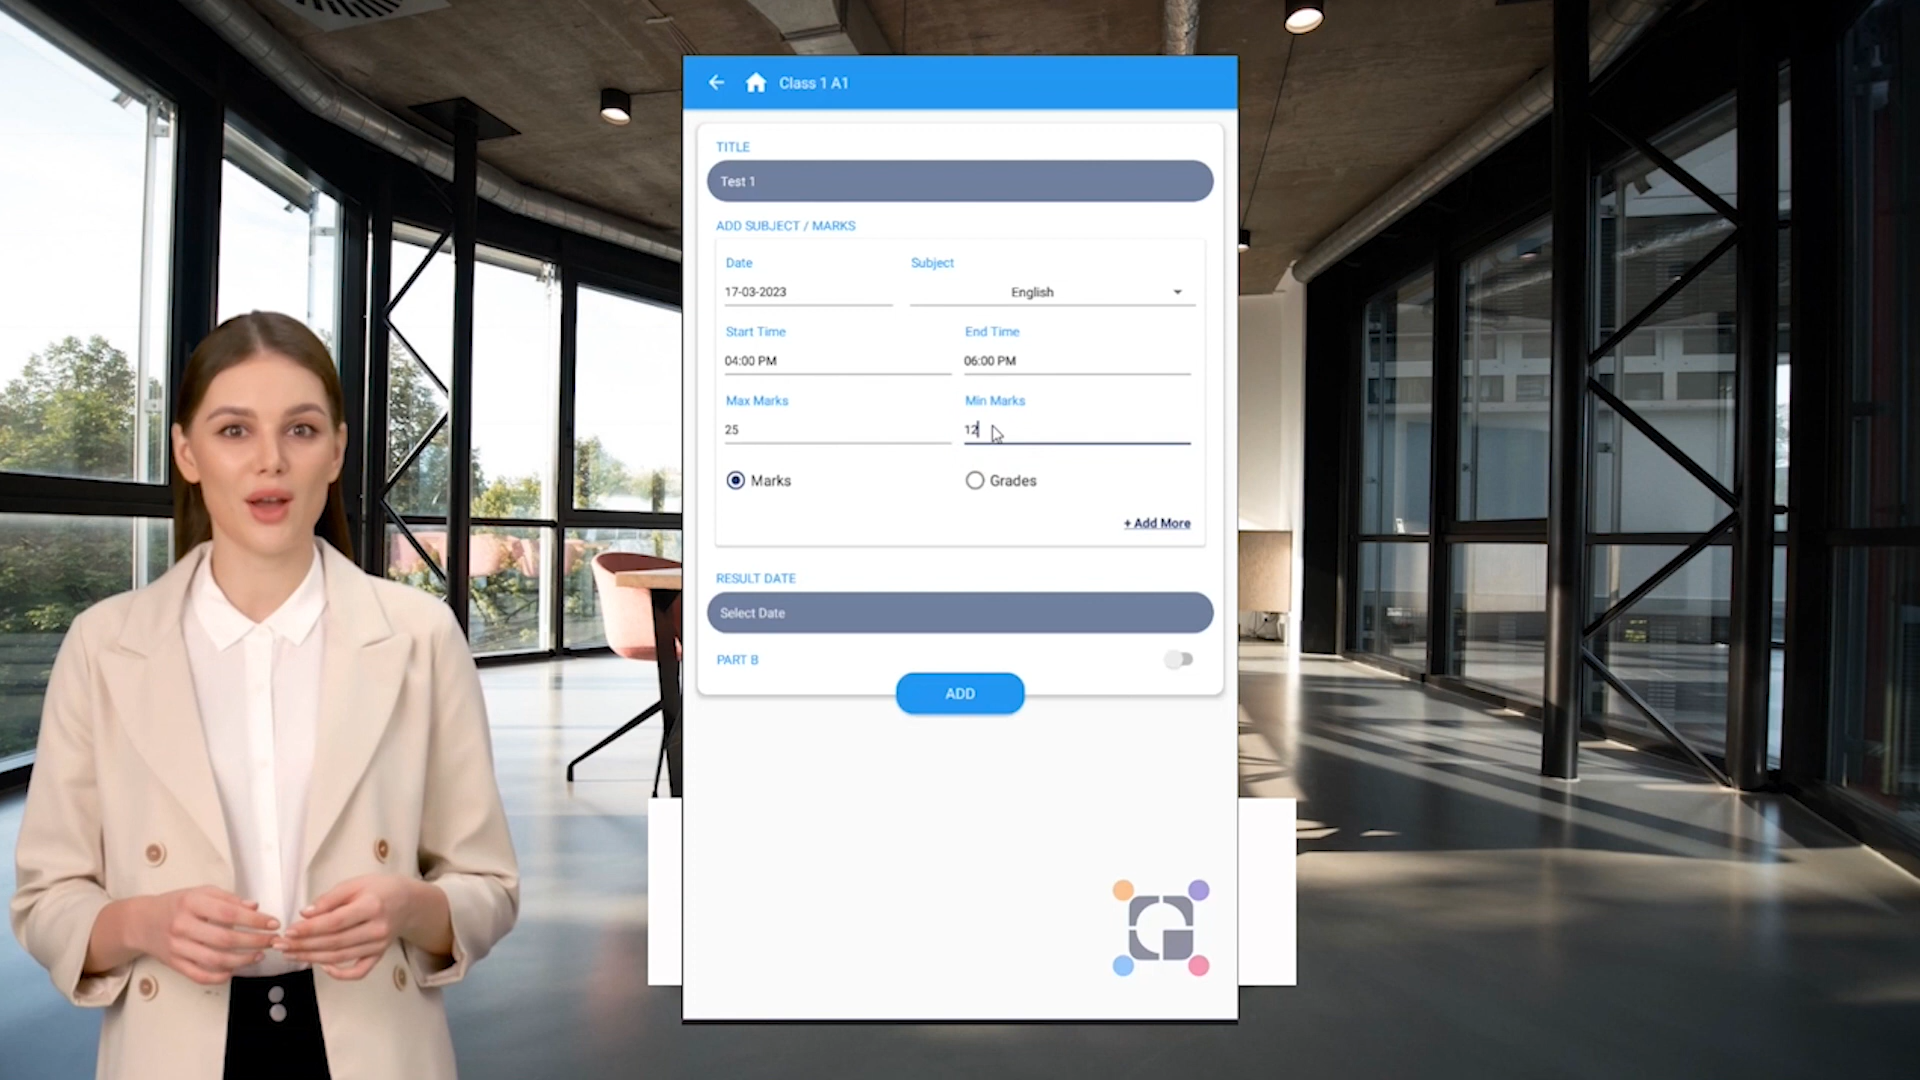 Class 1 A1
TITLE
Test 1
ADD SUBJECT / MARKS
Date Subject
17-03-2023 English
Start Time End Time
04:00 PM 06:00 PM
Max Marks Min Marks
25 12
Marks Grades
+ Add More
RESULT DATE
Select Date
PART B
ADD